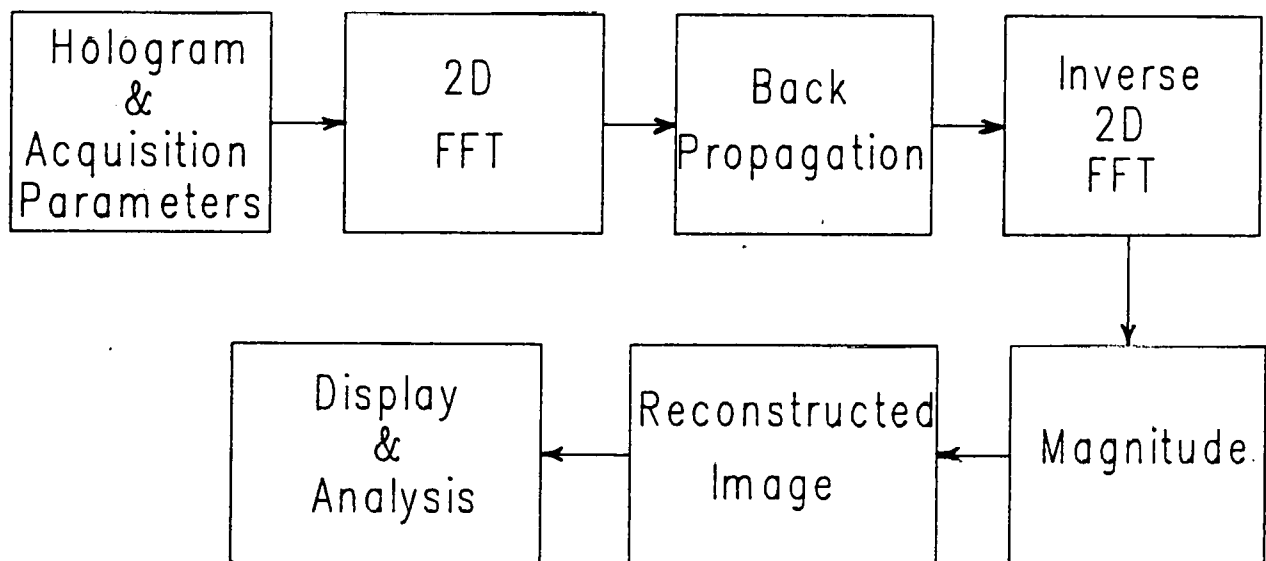 Hologram
&
Acquisition
Parameters
2D
FFT
Back
Propagation
Inverse
2D
FFT
Magnitude
Reconstructed
Image
Display
&
Analysis